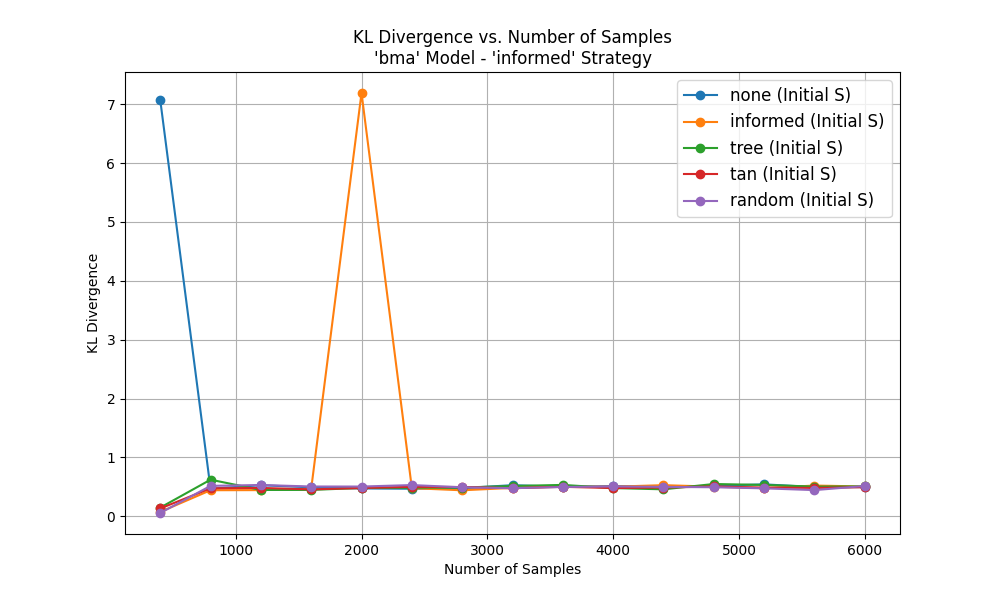 KL Divergence vs. Number of Samples
'bma' Model - 'informed' Strategy
none (Initial S)
informed (Initial S)
tree (Initial S)
tan (Initial S)
random (Initial S)
KL Divergence
7
6
5
4
3
2
1
0
1000 2000 3000 4000 5000 6000
Number of Samples